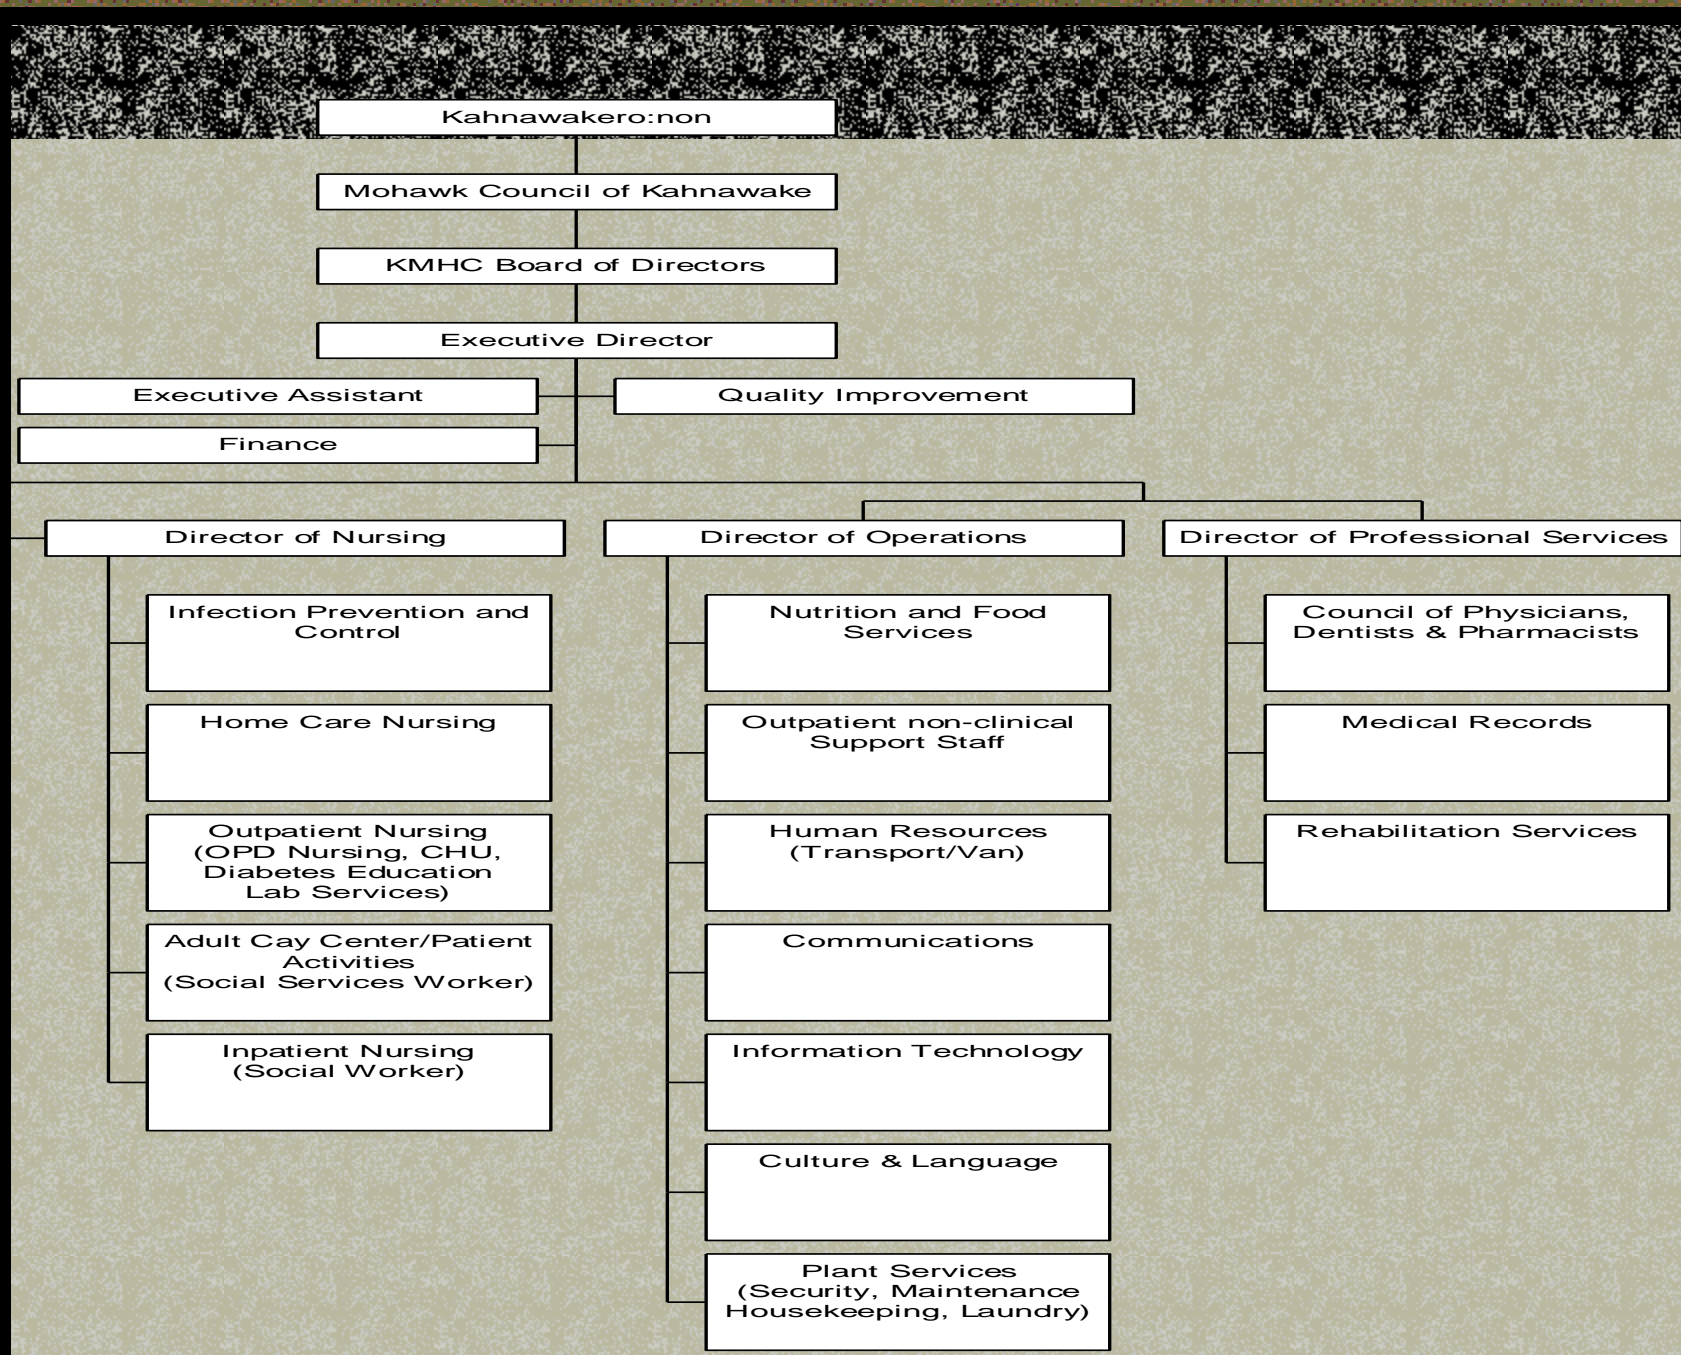 Kahnawakero:non
Mohawk Council of Kahnawake
KMHC Board of Directors
Executive Director
Executive Assistant
Quality Improvement
Finance
Director of Nursing
Infection Prevention and
Control
Home Care Nursing
Outpatient Nursing
(OPD Nursing, CHU,
Diabetes Education
Lab Services)
Adult Cay Center/Patient
Activities
(Social Services Worker)
Inpatient Nursing
(Social Worker)
Director of Operations
Nutrition and Food
Services
Outpatient non-clinical
Support Staff
Human Resources
(Transport/Van)
Communications
Information Technology
Culture & Language
Plant Services
(Security, Maintenance
Housekeeping, Laundry)
Director of Professional Services
Council of Physicians,
Dentists & Pharmacists
Medical Records
Rehabilitation Services